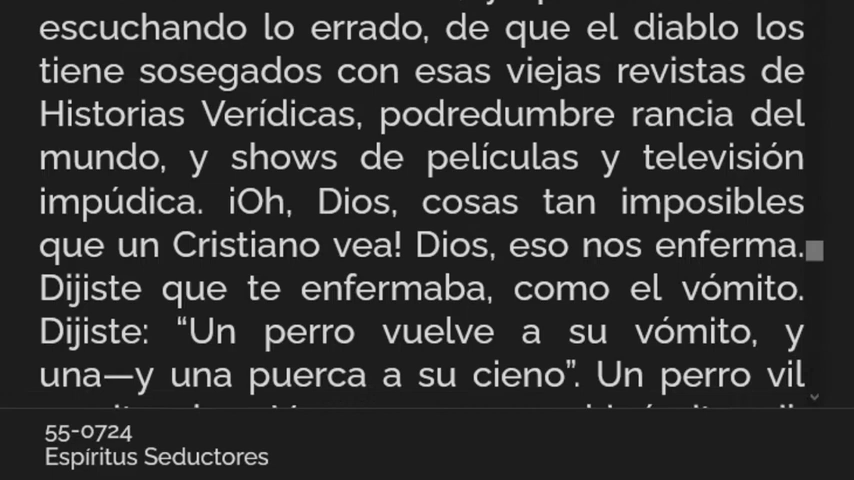 escuchando lo errado, de que el diablo los
tiene sosegados con esas viejas revistas de
Historias Verídicas, podredumbre rancia del
mundo, y shows de películas y televisión
impúdica. ¡Oh, Dios, cosas tan imposibles
que un Cristiano vea! Dios, eso nos enferma.
Dijiste que te enfermaba, como el vómito.
Dijiste: “Un perro vuelve a su vómito, y
una—y una puerca a su cieno”. Un perro vil
55-0724
Espíritus Seductores